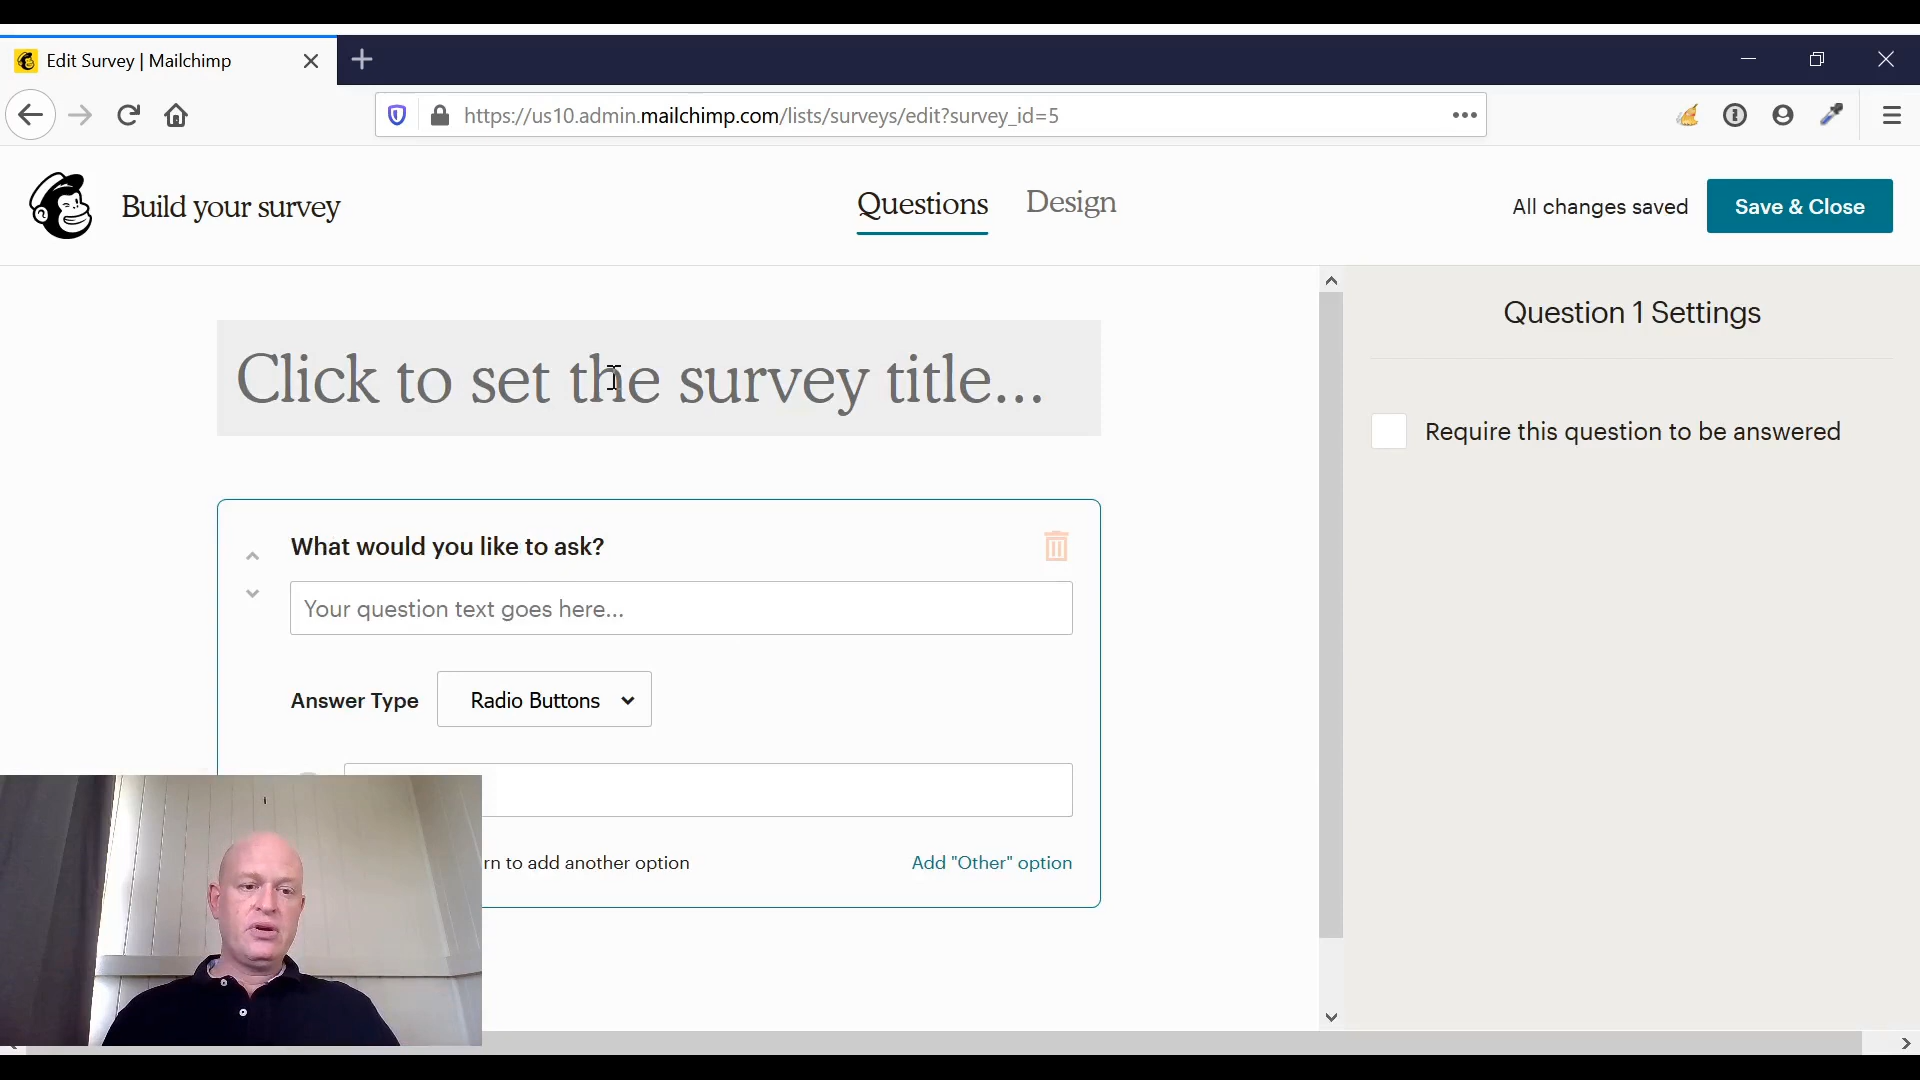 Edit Survey | Mailchimp
https://us10.admin.mailchimp.com/lists/surveys/edit?survey_id=5
Build your survey
Questions
Design
All changes saved
Save & Close
Click to set the survey title...
Question 1 Settings
Require this question to be answered
What would you like to ask?
Your question text goes here...
Answer Type
Radio Buttons
to add another option
Add "Other" option